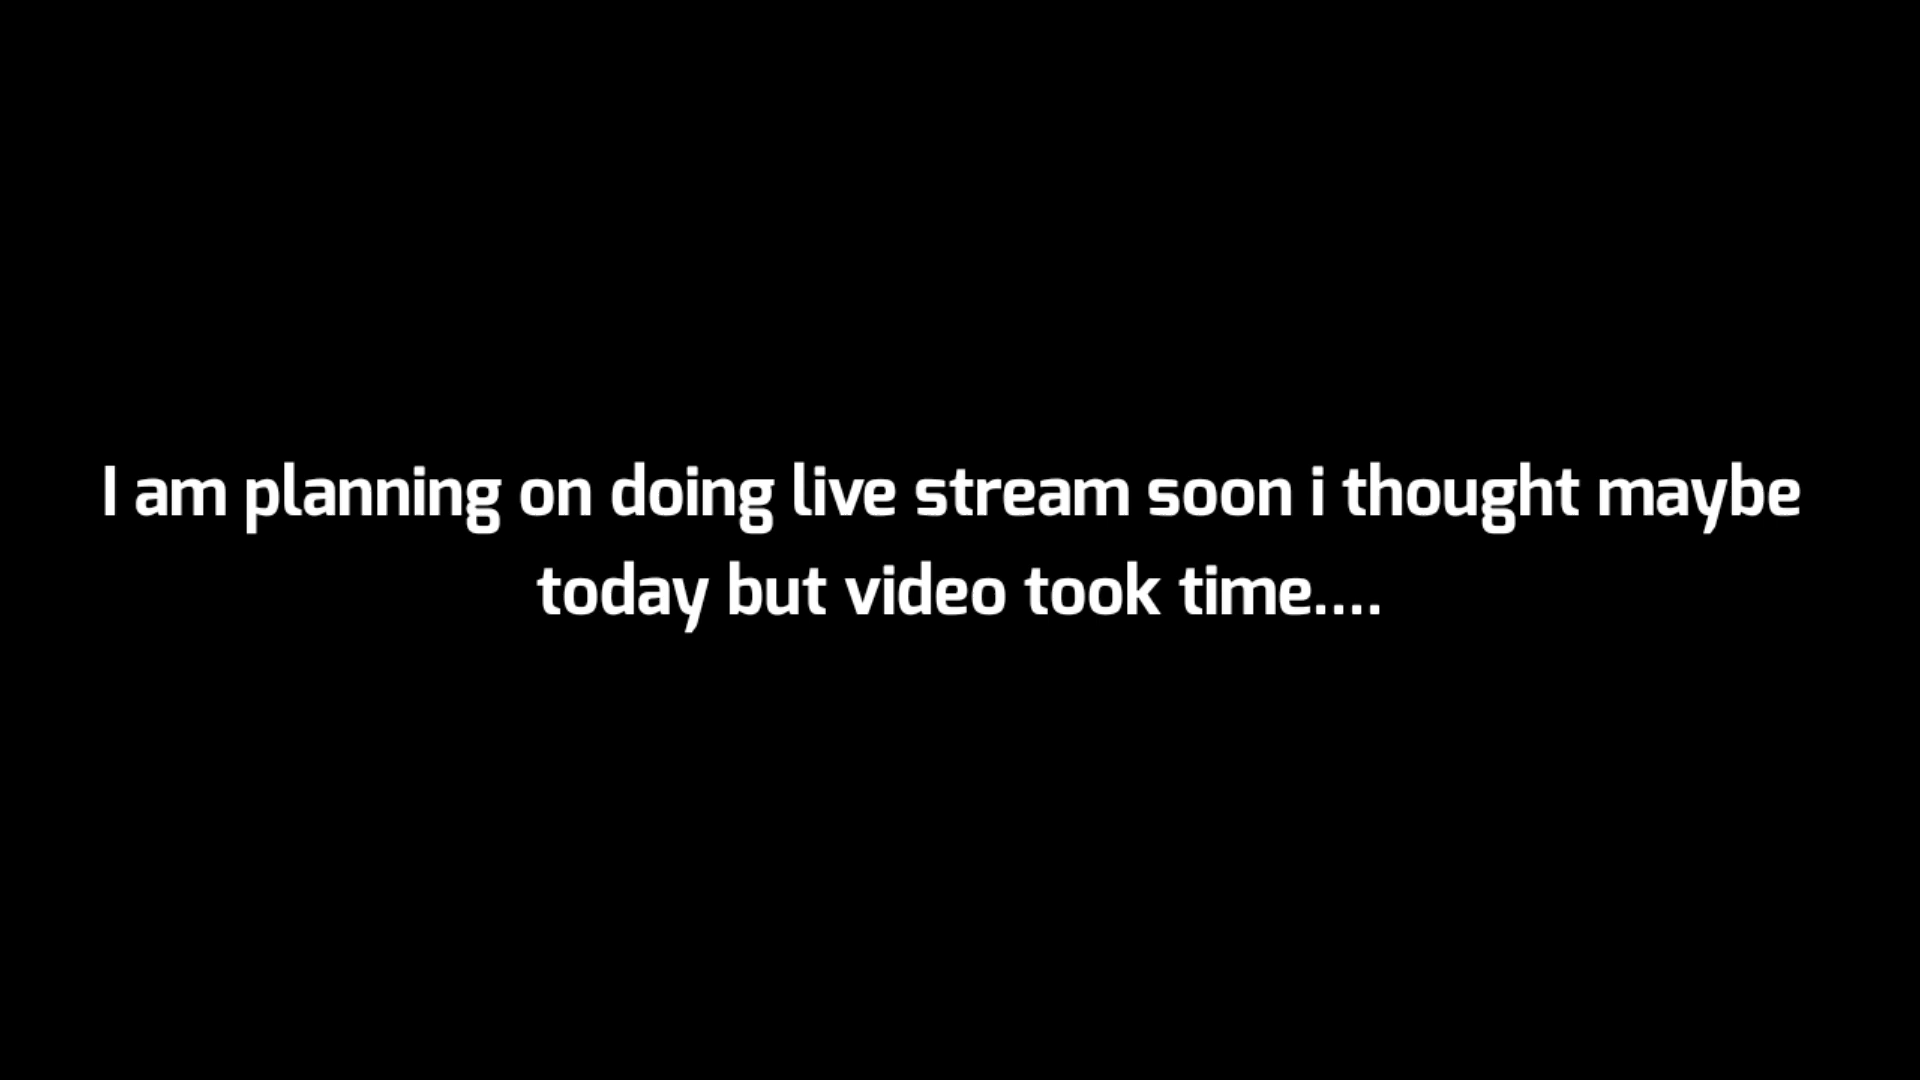 I am planning on doing live stream soon i thought maybe
today but video took time....